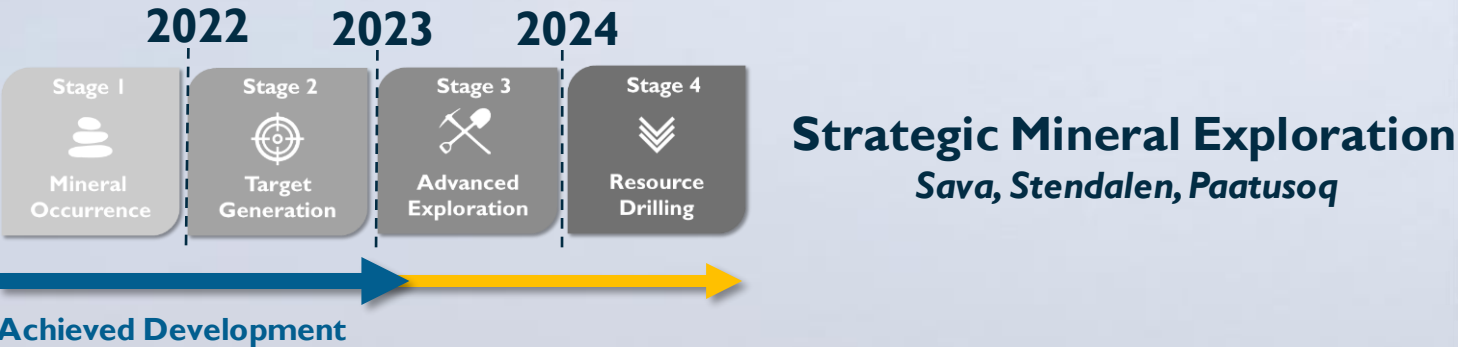 2022 2023 2024
Stage 1 Stage 2 Stage 3 Stage 4
Mineral
Occurrence
Target
Generation
Advanced
Exploration
Resource
Drilling
Strategic Mineral Exploration
Sava, Stendalen, Paatusoq
Achieved Development